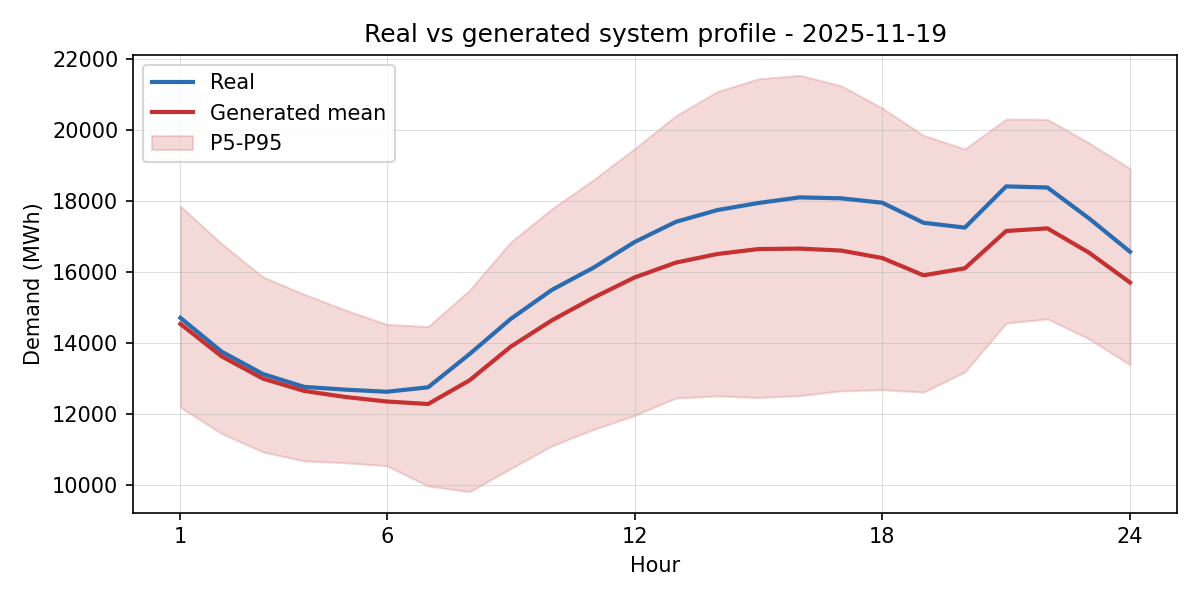 Real vs generated system profile - 2025-11-19
Real
Generated mean
P5-P95
Demand (MWh)
22000
20000
18000
16000
14000
12000
10000
1 6 12 18 24
Hour